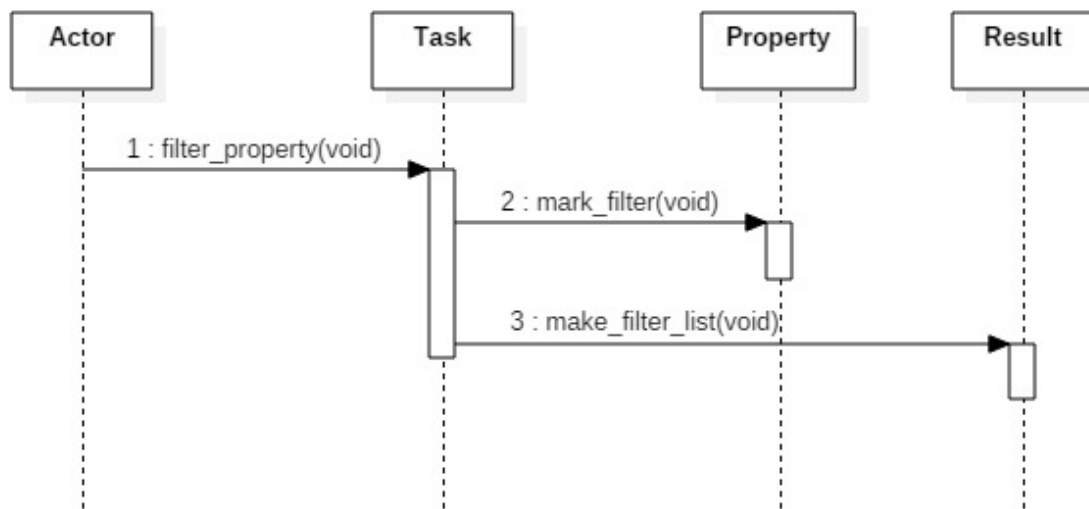 Actor
Task
Property
Result
1 : filter_property(void)
2 : mark_filter(void)
3 : make_filter_list(void)